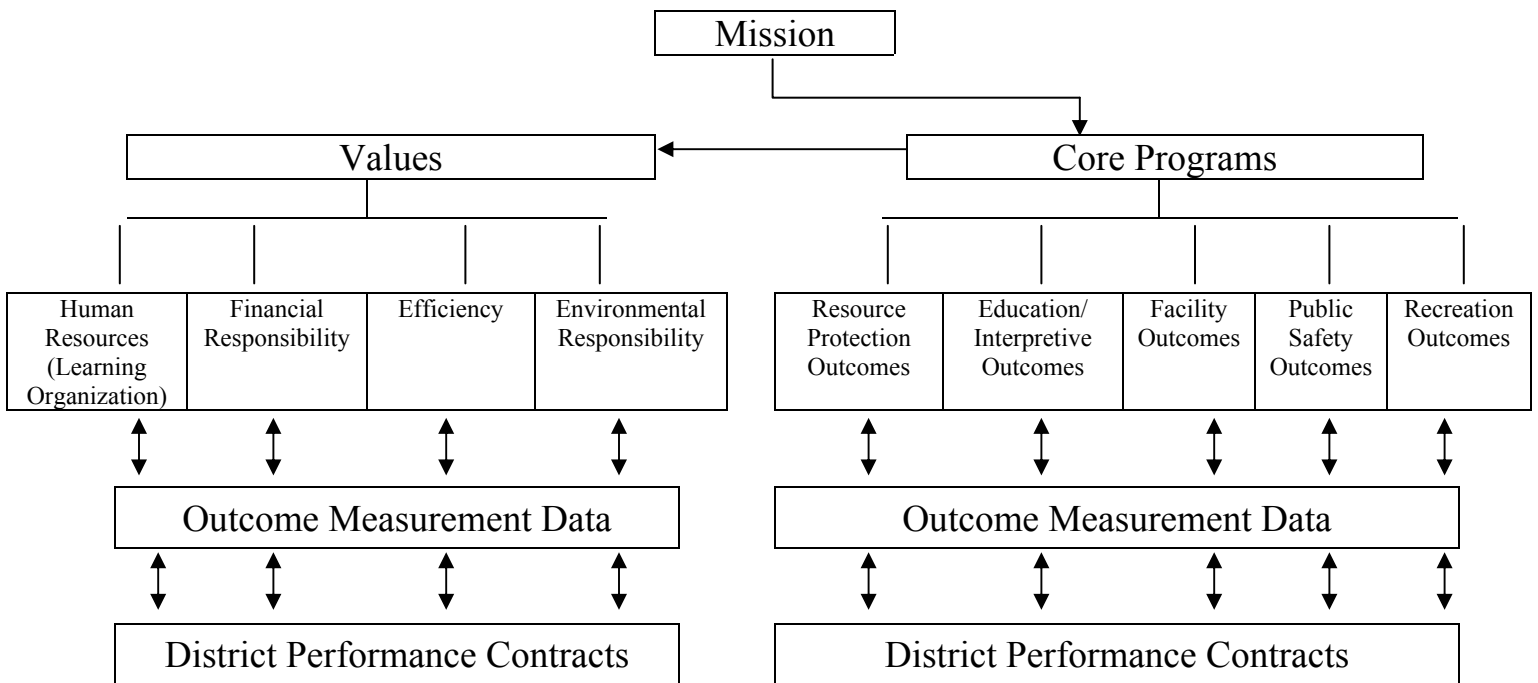 Mission
Values
Core Programs
Human
Resources
(Learning
Organization)
Financial
Responsibility
Efficiency
Environmental
Responsibility
Resource
Protection
Outcomes
Education/
Interpretive
Outcomes
Facility
Outcomes
Public
Safety
Outcomes
Recreation
Outcomes
Outcome Measurement Data
Outcome Measurement Data
District Performance Contracts
District Performance Contracts